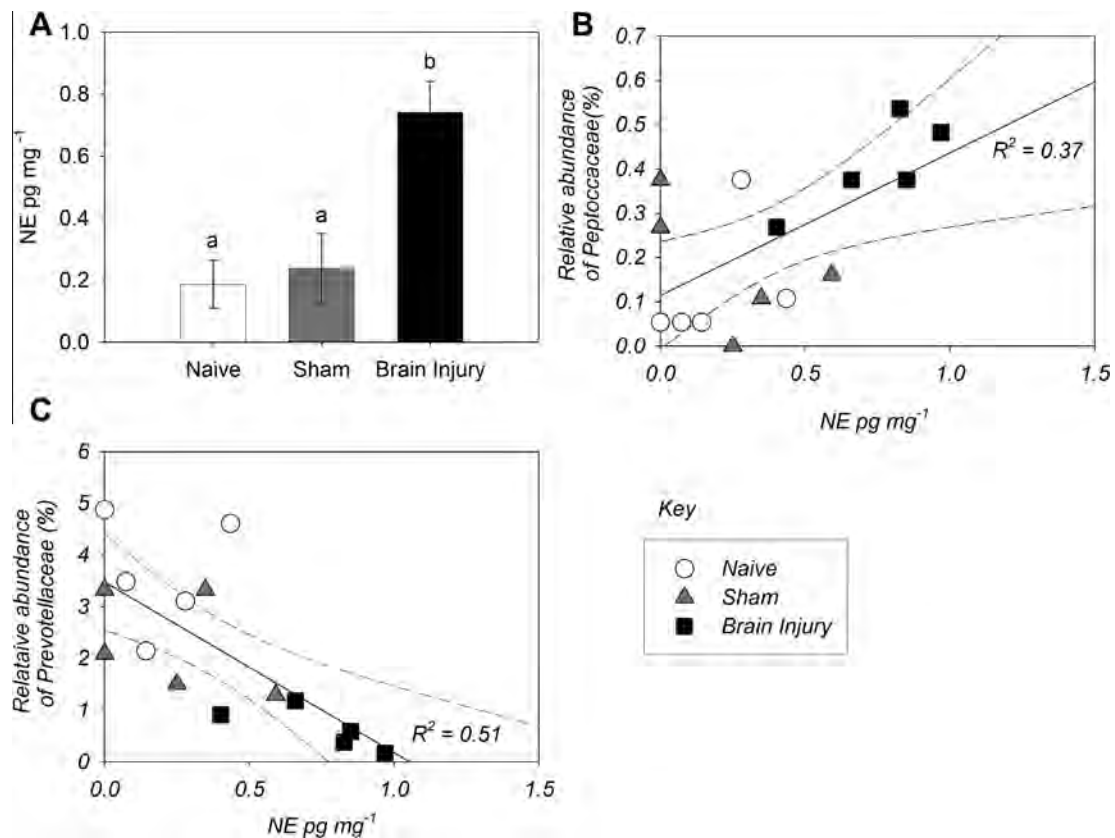 A
NE pg mg⁻¹
1.0
0.8
0.6
0.4
0.2
0.0
a
a
b
Naive
Sham
Brain Injury
B
Relative abundance
of Peploccaceae (%)
0.7
0.6
0.5
0.4
0.3
0.2
0.1
0.0
R² = 0.37
0.0 0.5 1.0 1.5
NE pg mg⁻¹
C
Relataive abundance
of Prevotellaceae (%)
6
5
4
3
2
1
0
R² = 0.51
0.0 0.5 1.0 1.5
NE pg mg⁻¹
Key
Naive
Sham
Brain Injury